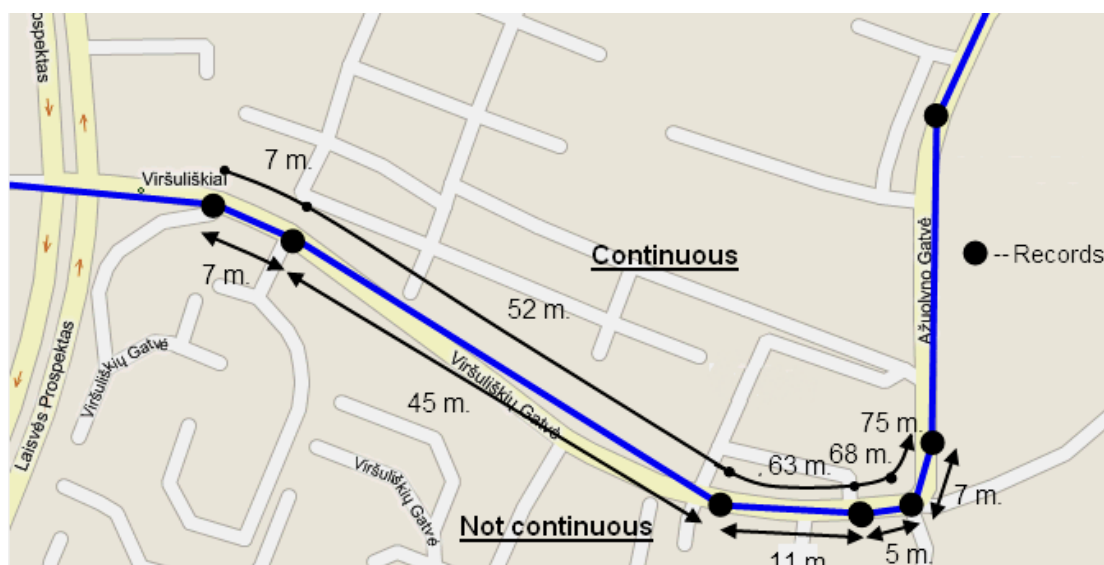 ospektas
Viršuliškiai
7 m.
7 m.
Continuous
-- Records
Ažuolyno Gatvė
52 m.
Viršuliškių Gatvė
45 m.
Laisvės Prospektas
Viršuliškių Gatvė
Viršuliškių Gatvė
75 m.
68 m.
63 m.
7 m.
Not continuous
11 m.
5 m.